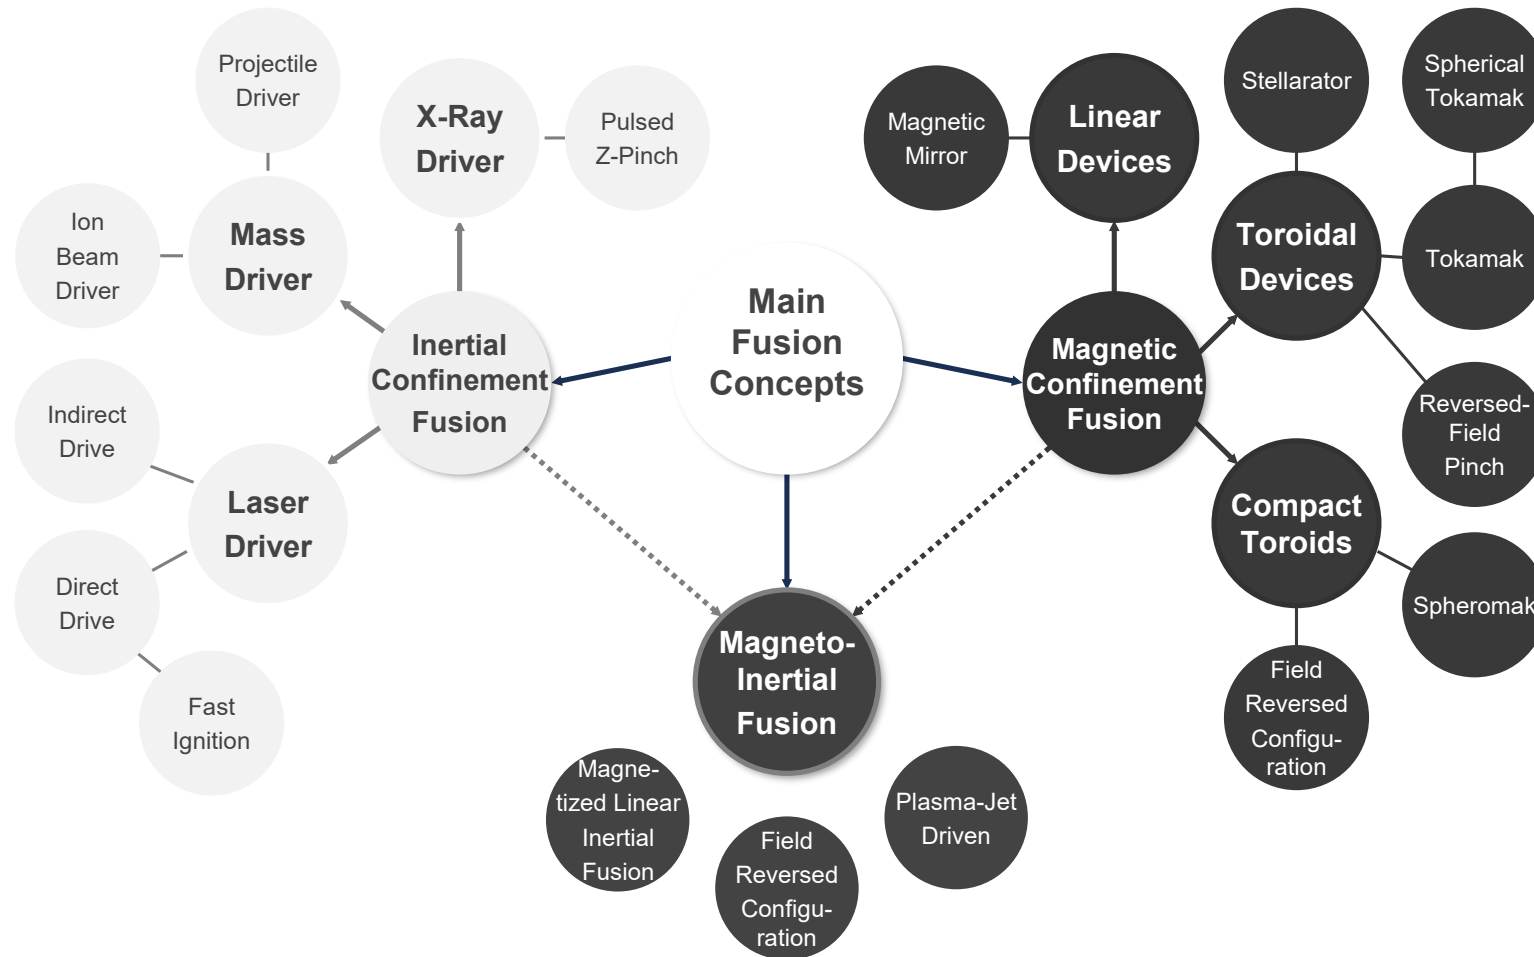 Projectile
Driver
X-Ray
Driver
Pulsed
Z-Pinch
Ion
Beam
Driver
Mass
Driver
Inertial
Confinement
Fusion
Indirect
Drive
Laser
Driver
Direct
Drive
Fast
Ignition
Main
Fusion
Concepts
Magnetic
Mirror
Linear
Devices
Stellarator
Spherical
Tokamak
Toroidal
Devices
Tokamak
Magnetic
Confinement
Fusion
Reversed-
Field
Pinch
Compact
Toroids
Spheromak
Field
Reversed
Configu-
ration
Magneto-
Inertial
Fusion
Magne-
tized Linear
Inertial
Fusion
Field
Reversed
Configu-
ration
Plasma-Jet
Driven